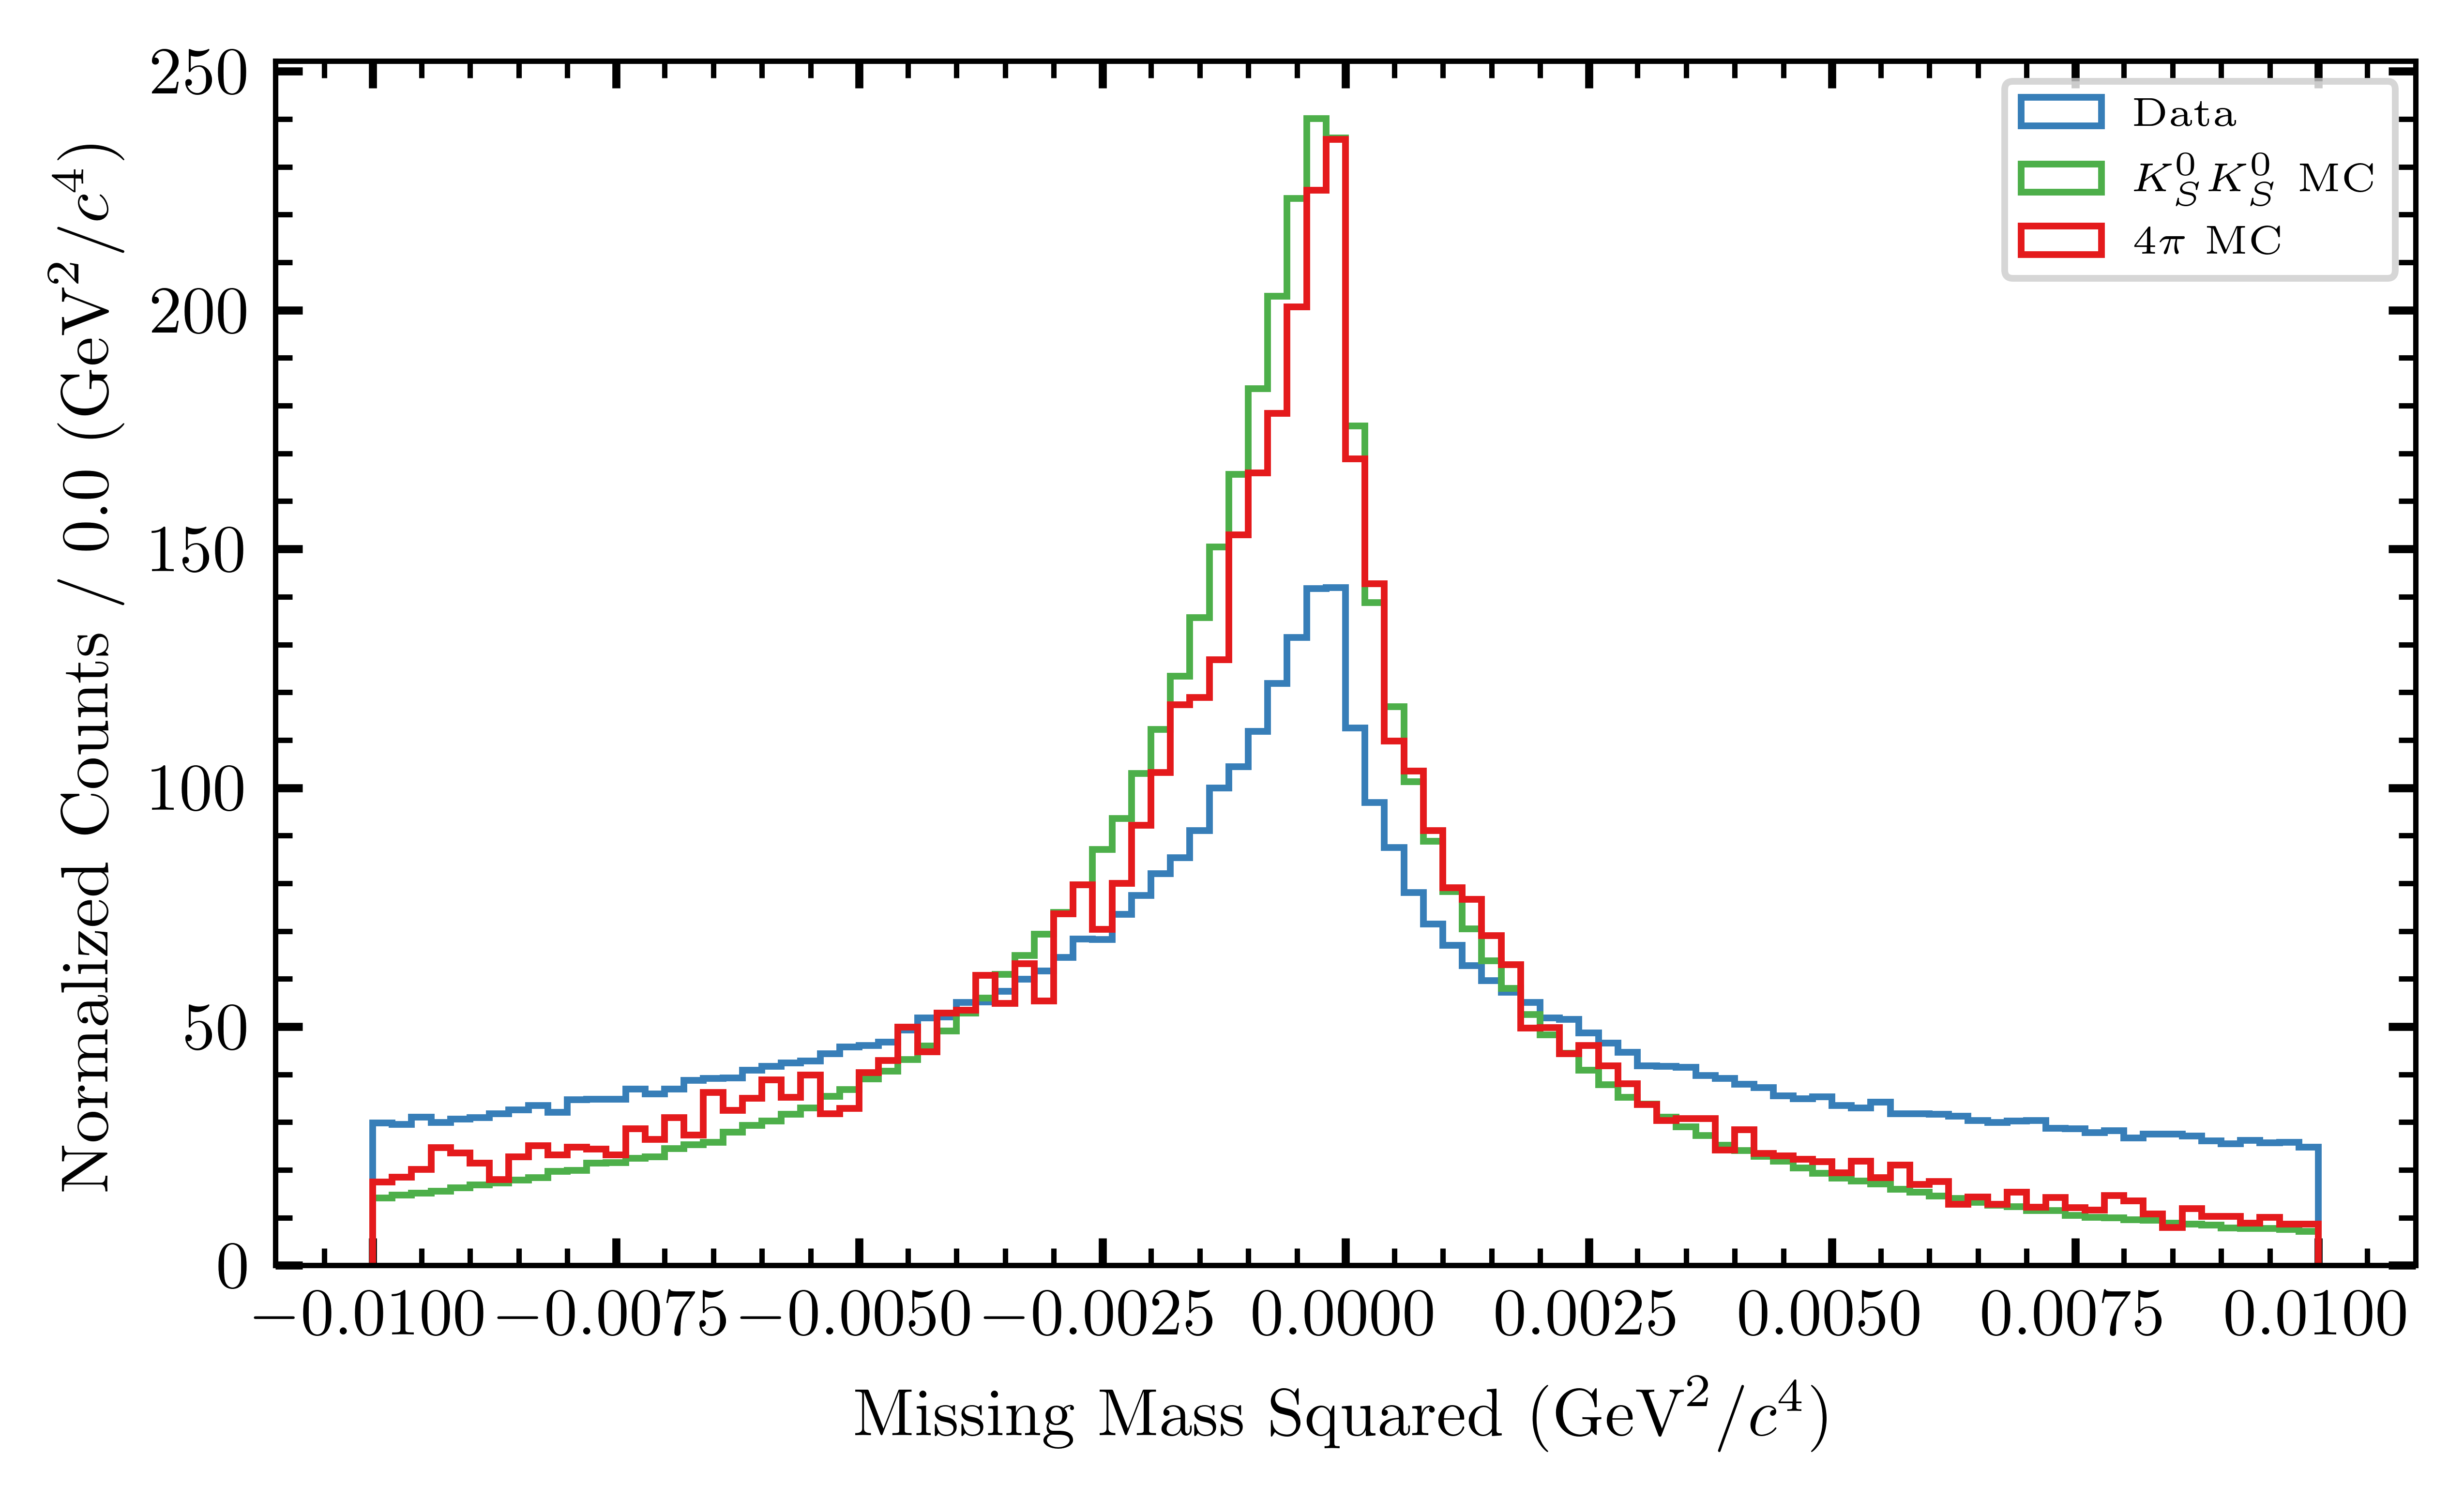 Normalized Counts / 0.0 (GeV²/c⁴)
250
200
150
100
50
0
Data
K⁰_S K⁰_S MC
4π MC
−0.0100 −0.0075 −0.0050 −0.0025 0.0000 0.0025 0.0050 0.0075 0.0100
Missing Mass Squared (GeV²/c⁴)